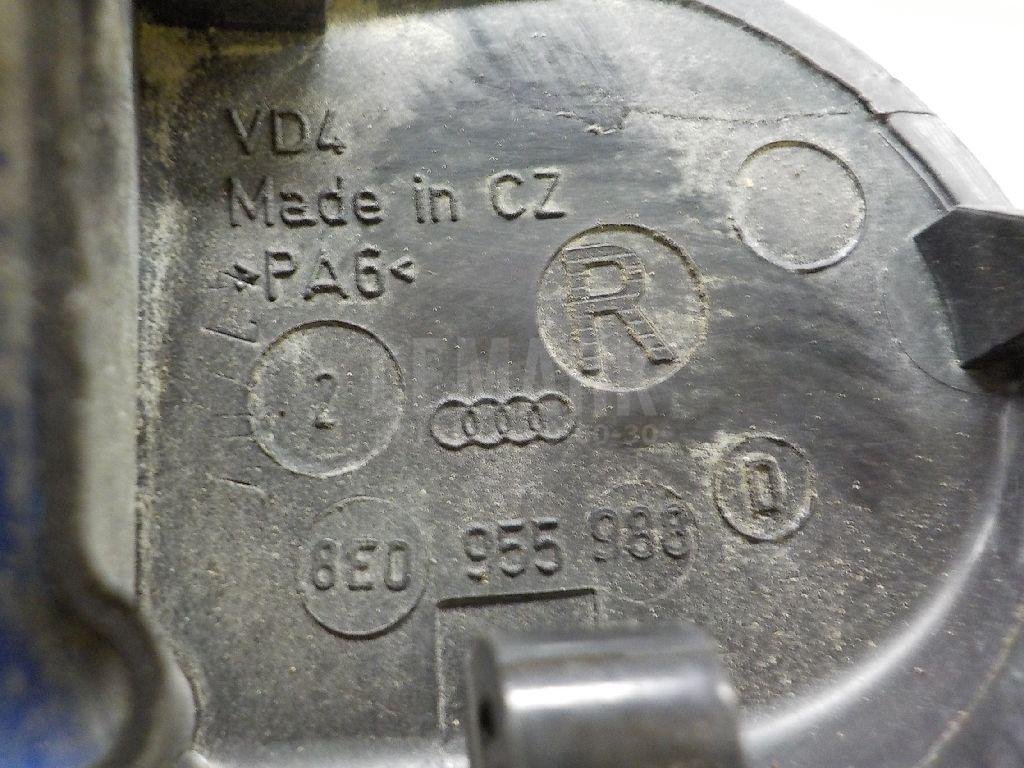 VD4
Made in CZ
>PA6<
R
2
D
8E0 955 988